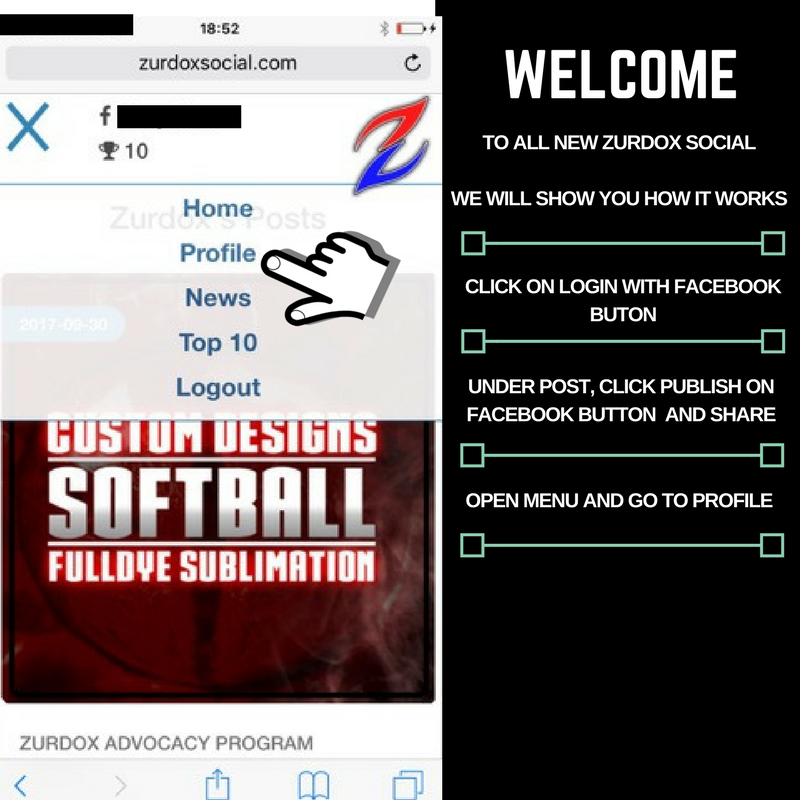 18:52
zurdoxsocial.com
f
10
Home
Zurdox's Posts
Profile
News
2017-09-30
Top 10
Logout
CUSTOM DESIGNS
SOFTBALL
FULLDYE SUBLIMATION
ZURDOX ADVOCACY PROGRAM
WELCOME
TO ALL NEW ZURDOX SOCIAL
WE WILL SHOW YOU HOW IT WORKS
CLICK ON LOGIN WITH FACEBOOK
BUTON
UNDER POST, CLICK PUBLISH ON
FACEBOOK BUTTON AND SHARE
OPEN MENU AND GO TO PROFILE